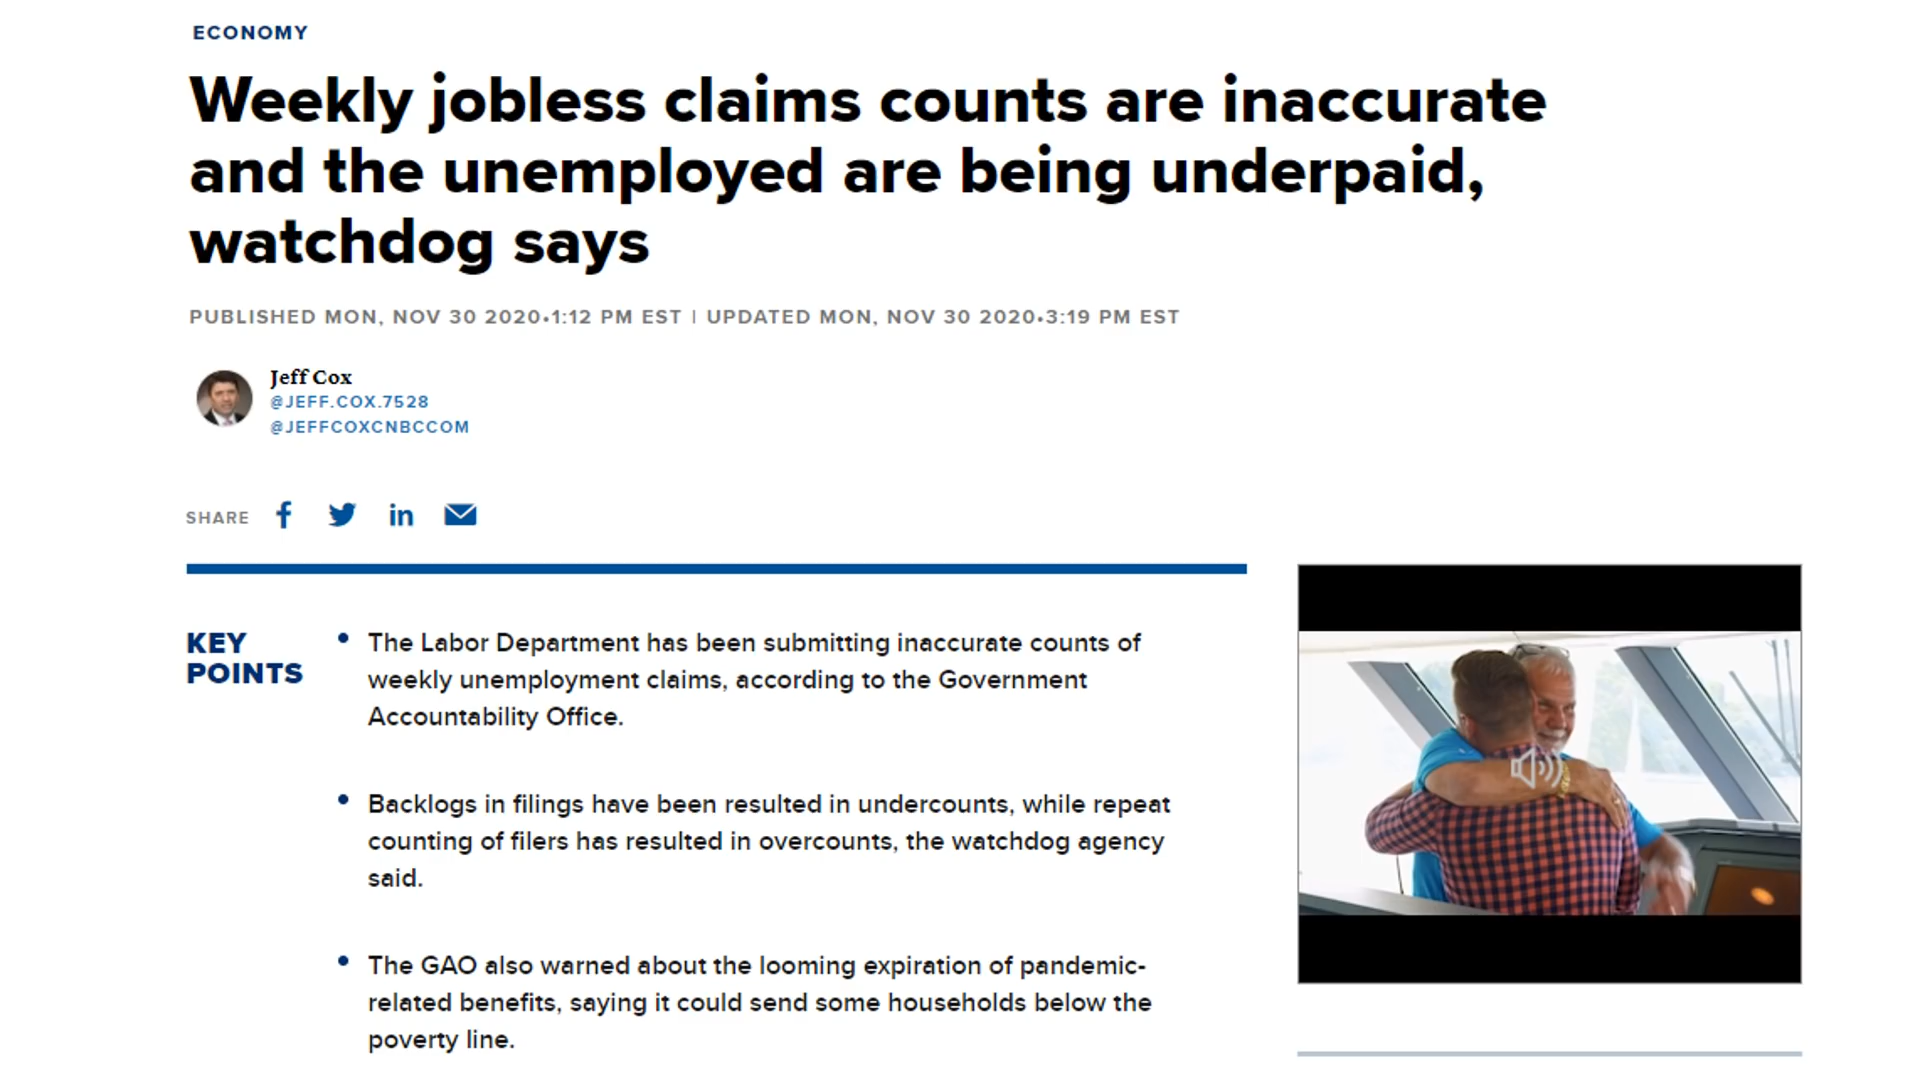 ECONOMY
Weekly jobless claims counts are inaccurate
and the unemployed are being underpaid,
watchdog says
PUBLISHED MON, NOV 30 2020•1:12 PM EST | UPDATED MON, NOV 30 2020•3:19 PM EST
Jeff Cox
@JEFF.COX.7528
@JEFFCOXCNBCCOM
SHARE
KEY
POINTS
The Labor Department has been submitting inaccurate counts of
weekly unemployment claims, according to the Government
Accountability Office.
Backlogs in filings have been resulted in undercounts, while repeat
counting of filers has resulted in overcounts, the watchdog agency
said.
The GAO also warned about the looming expiration of pandemic-
related benefits, saying it could send some households below the
poverty line.